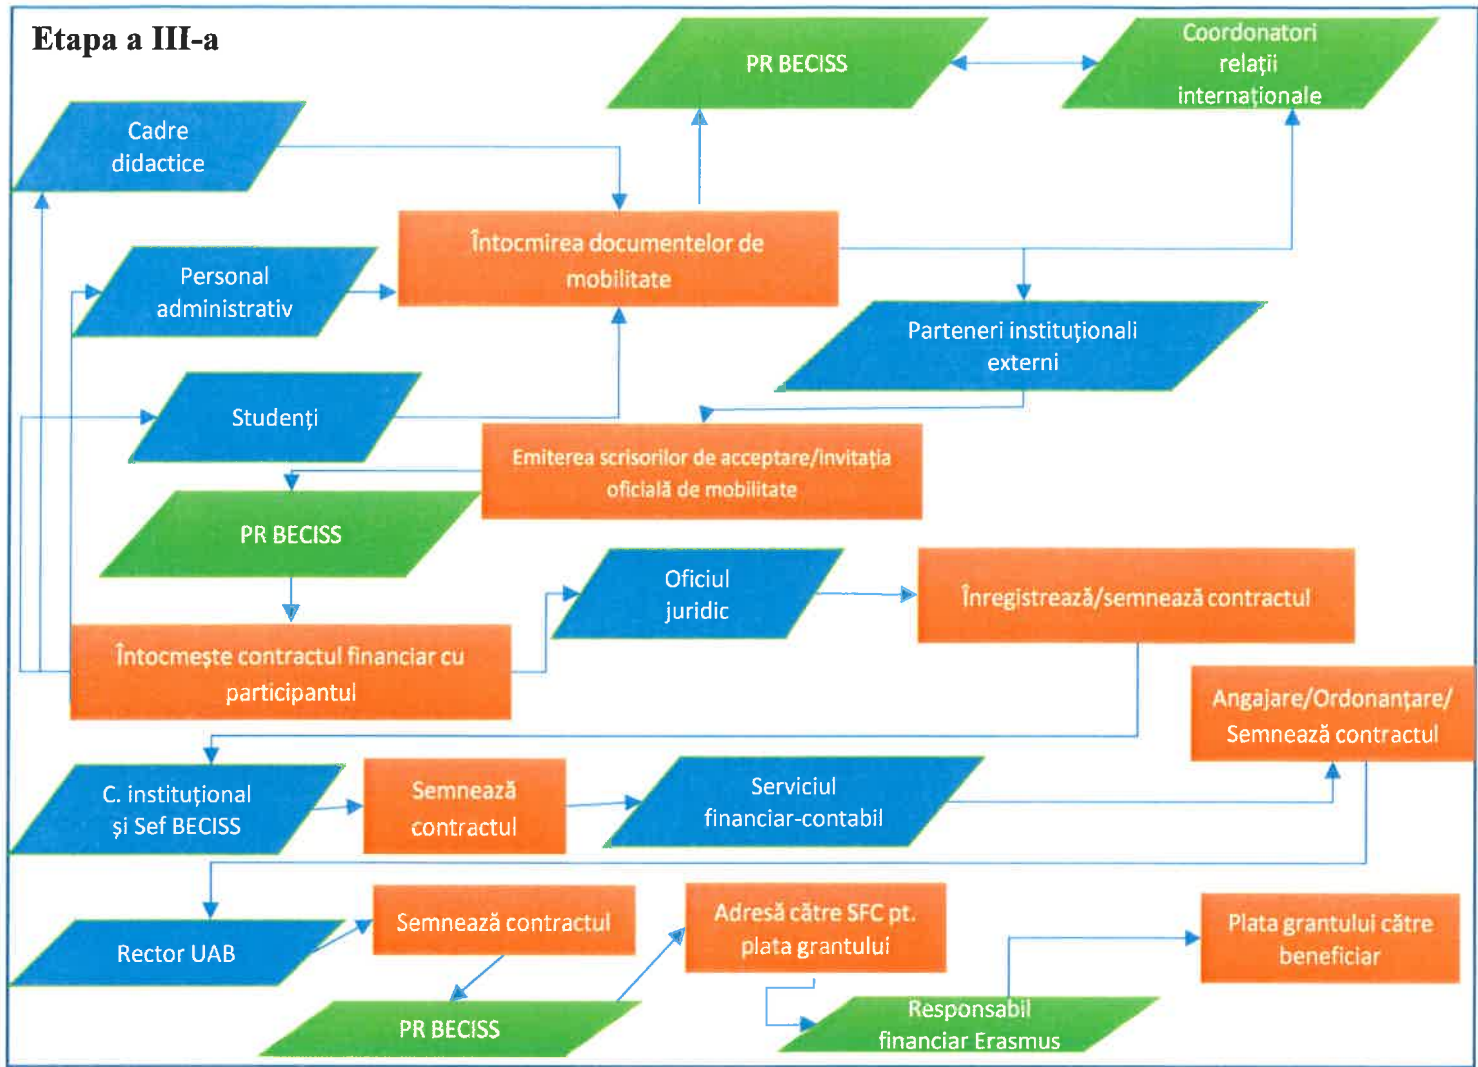 Etapa a III-a
PR BECISS
Coordonatori
relații
internaționale
Cadre
didactice
Întocmirea documentelor de
mobilitate
Personal
administrativ
Parteneri instituționali
externi
Studenți
Emiterea scrisorilor de acceptare/invitația
oficială de mobilitate
PR BECISS
Oficiul
juridic
Înregistrează/semnează contractul
Întocmește contractul financiar cu
participantul
Angajare/Ordonanțare/
Semnează contractul
C. instituțional
și Sef BECISS
Semnează
contractul
Serviciul
financiar-contabil
Rector UAB
Semnează contractul
Adresă către SFC pt.
plata grantului
Plata grantului către
beneficiar
PR BECISS
Responsabil
financiar Erasmus